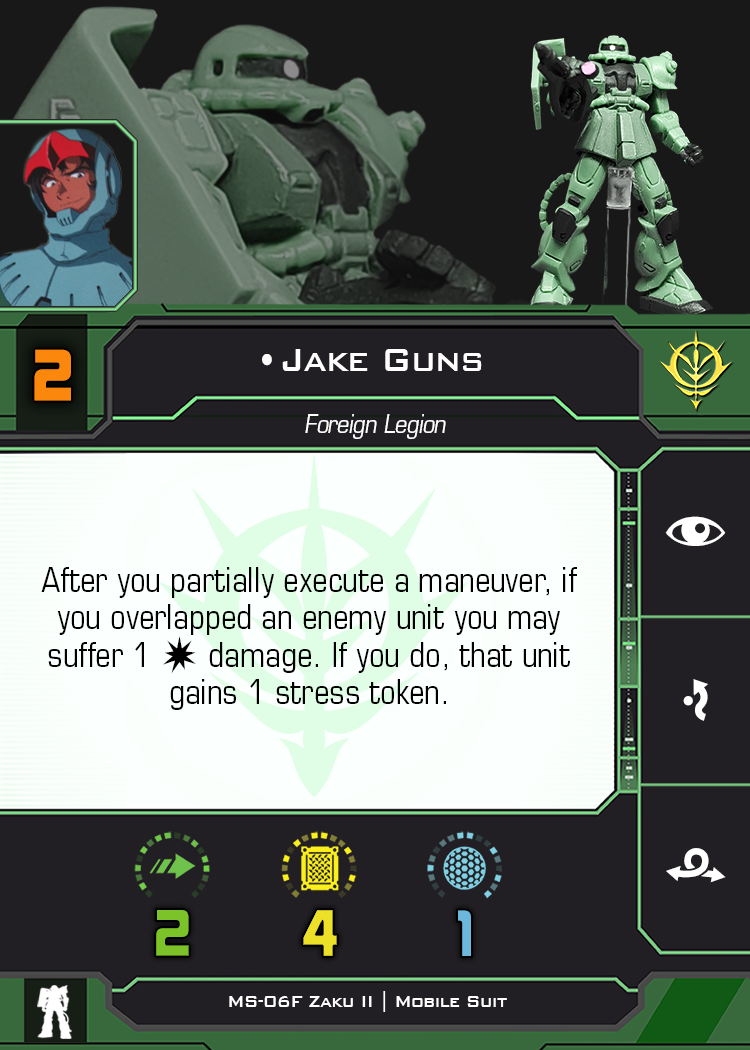 2
• Jake Guns
Foreign Legion
After you partially execute a maneuver, if
you overlapped an enemy unit you may
suffer 1 damage. If you do, that unit
gains 1 stress token.
2 4 1
MS-06F Zaku II | Mobile Suit